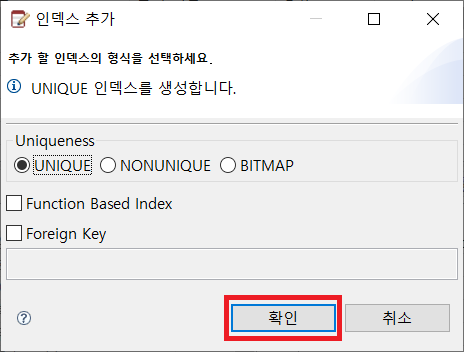 인덱스 추가
추가 할 인덱스의 형식을 선택하세요.
UNIQUE 인덱스를 생성합니다.
Uniqueness
UNIQUE NONUNIQUE BITMAP
Function Based Index
Foreign Key
확인 취소